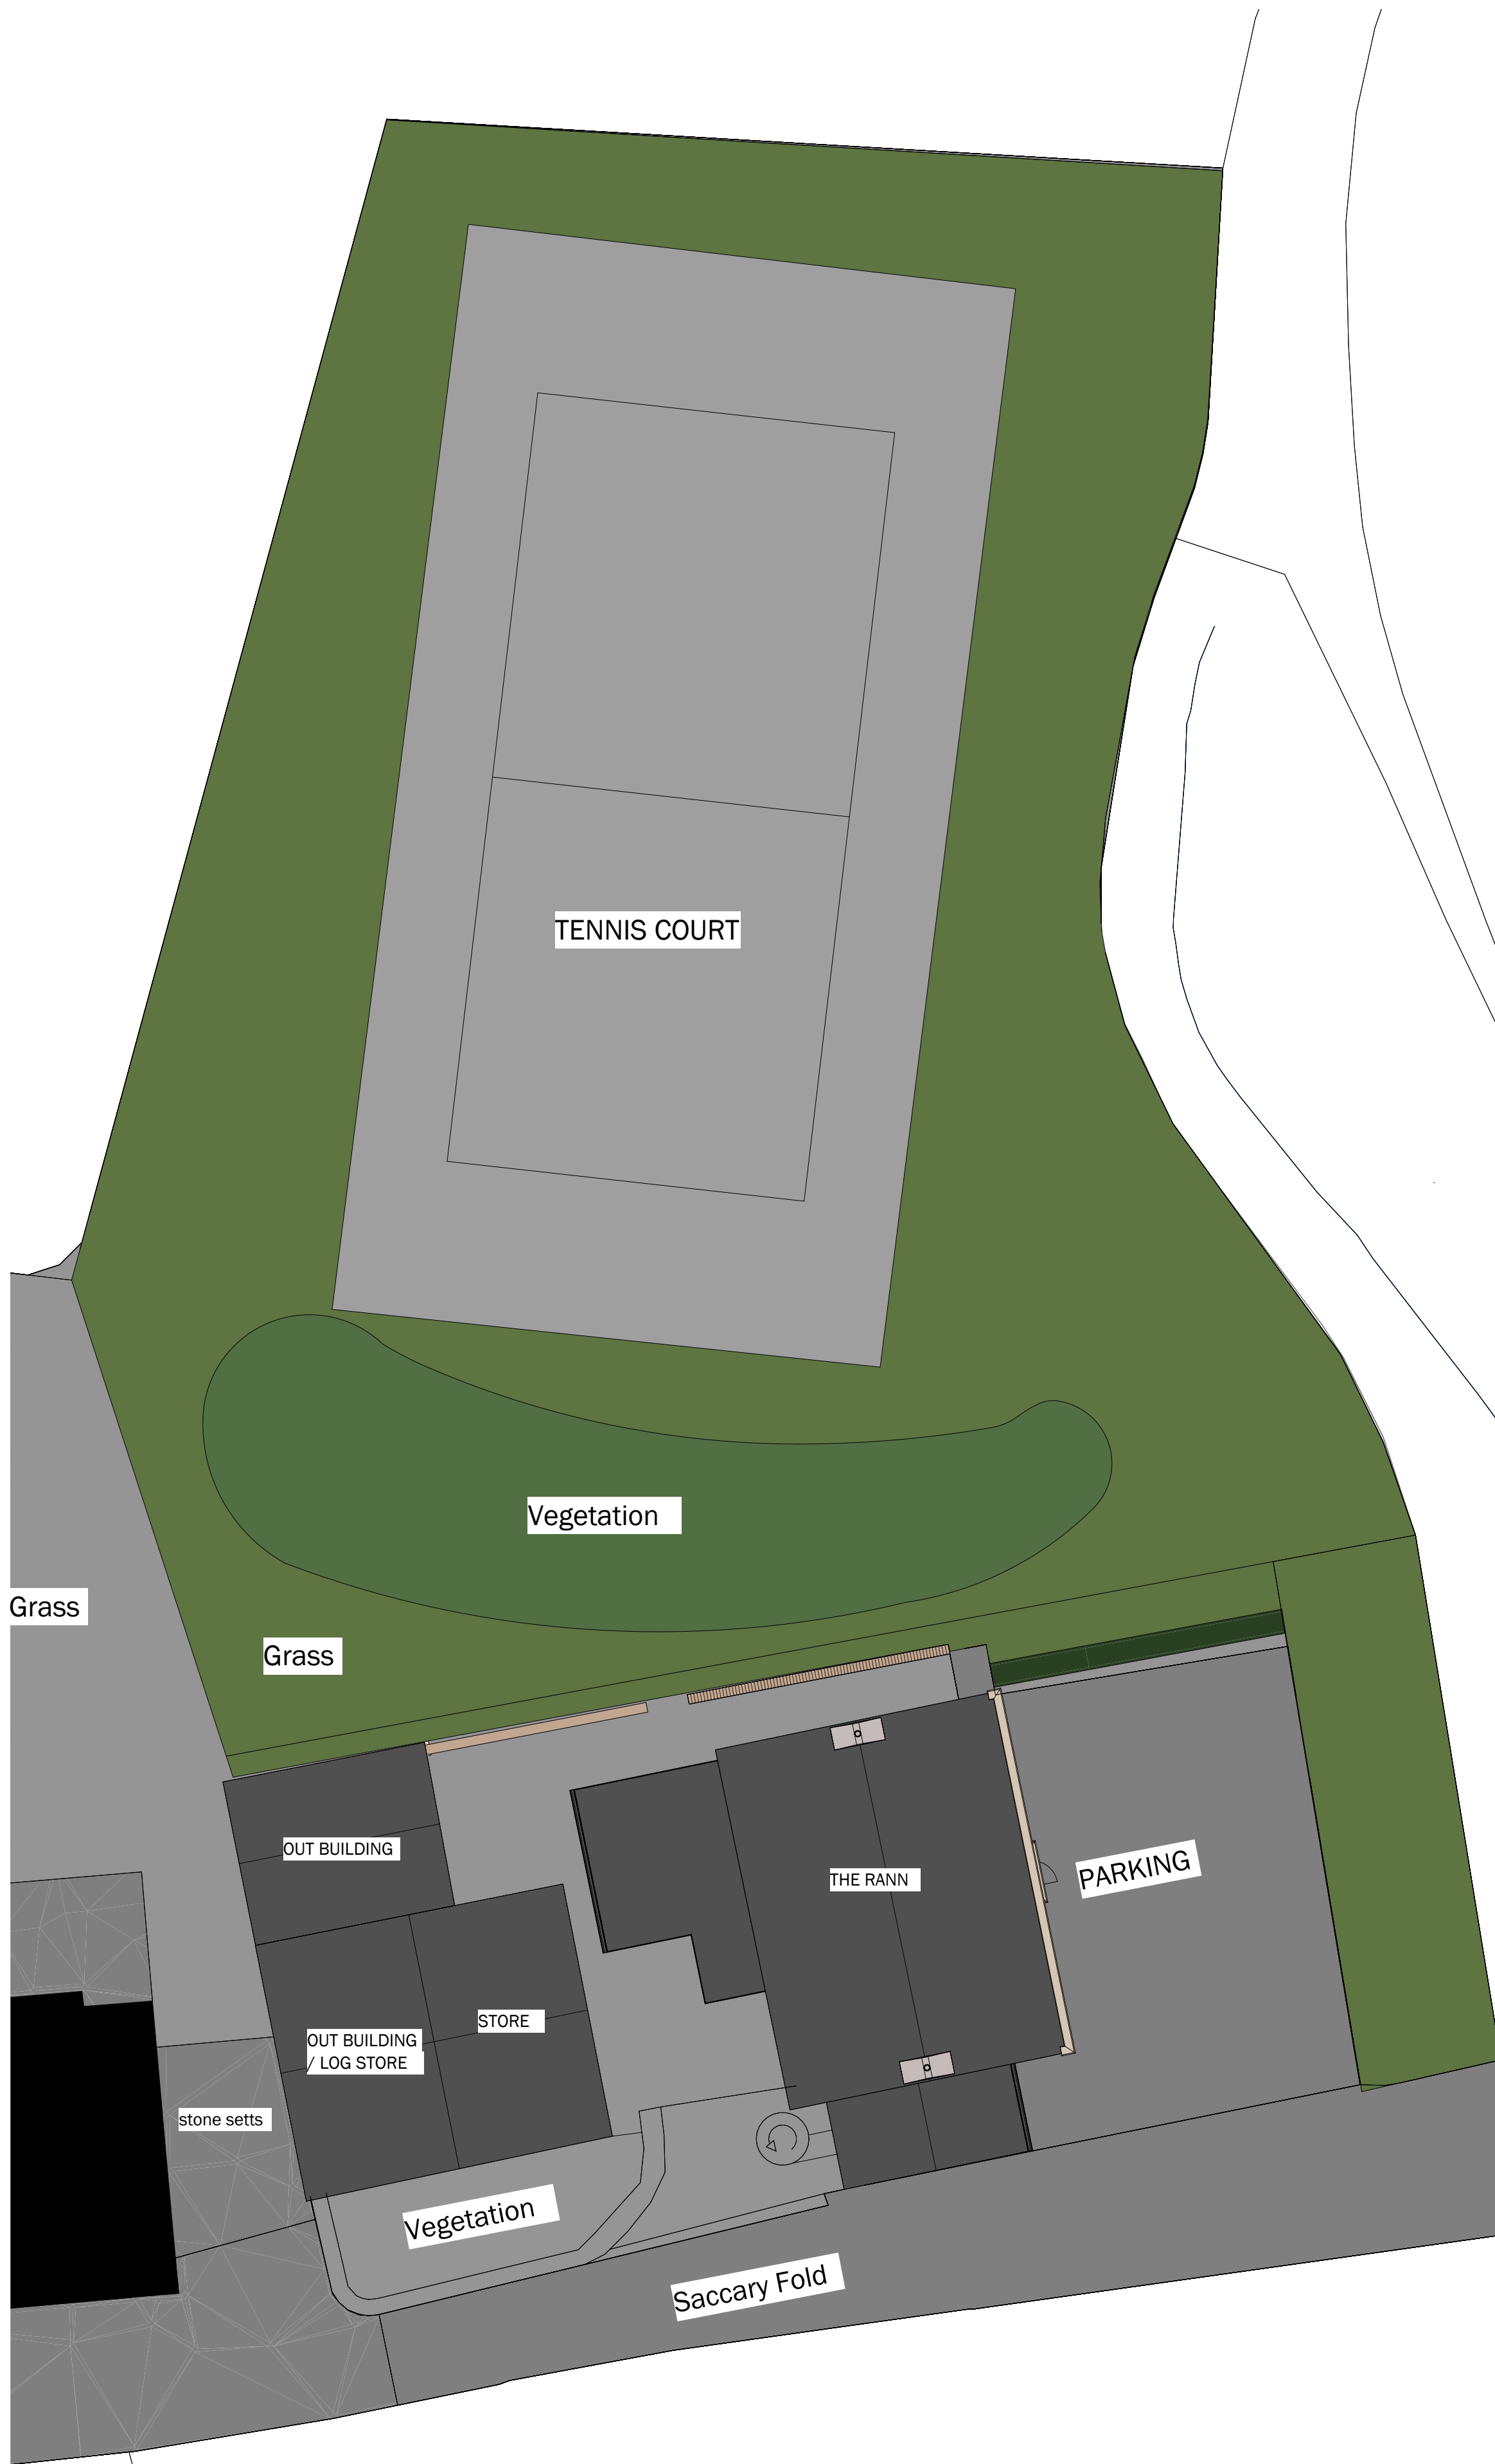 TENNIS COURT
Vegetation
Grass
Grass
OUT BUILDING
THE RANN
PARKING
STORE
OUT BUILDING
/ LOG STORE
stone setts
Vegetation
Saccary Fold